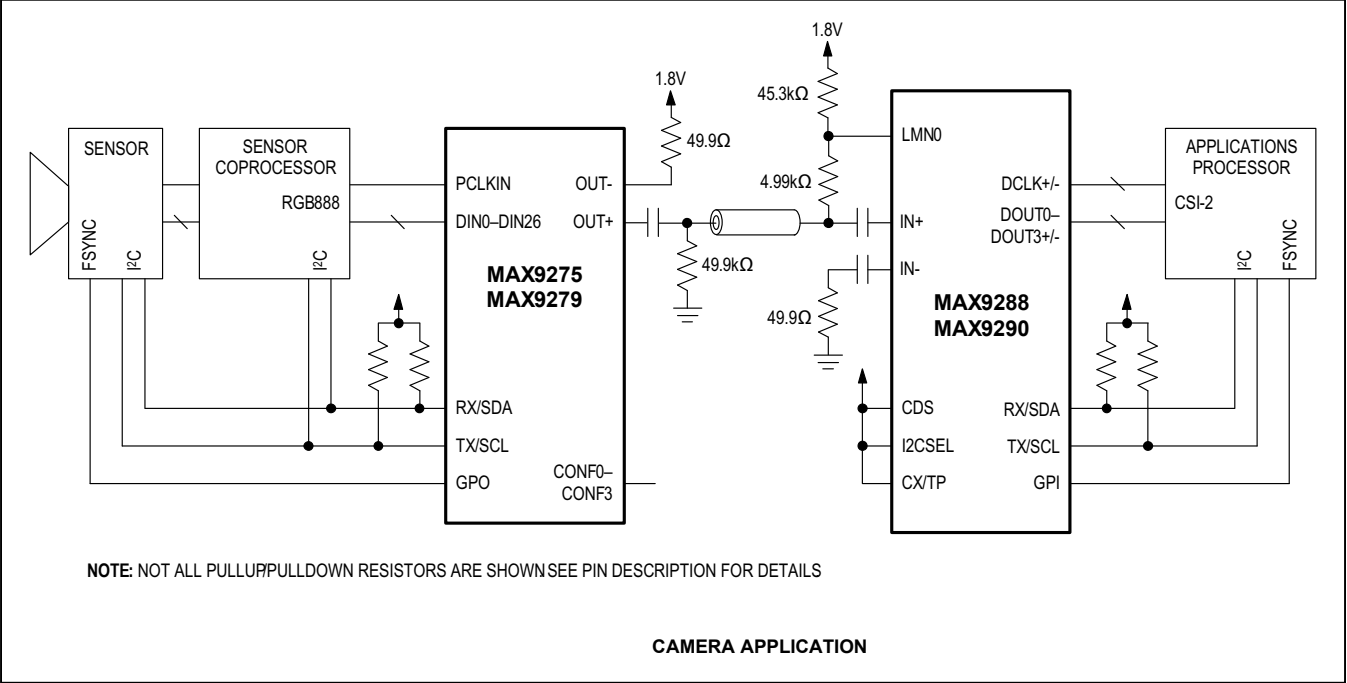 1.8V
45.3kΩ
LMN0
1.8V
49.9Ω
4.99kΩ
SENSOR
FSYNC
I²C
SENSOR
COPROCESSOR
RGB888
I²C
PCLKIN
OUT-
DIN0–DIN26
OUT+
MAX9275
MAX9279
RX/SDA
TX/SCL
GPO
CONF0–
CONF3
49.9kΩ
IN+
IN-
49.9Ω
DCLK+/-
DOUT0–
DOUT3+/-
MAX9288
MAX9290
CDS
I2CSEL
CX/TP
RX/SDA
TX/SCL
GPI
APPLICATIONS
PROCESSOR
CSI-2
I²C
FSYNC
NOTE: NOT ALL PULLUP/PULLDOWN RESISTORS ARE SHOWN SEE PIN DESCRIPTION FOR DETAILS
CAMERA APPLICATION